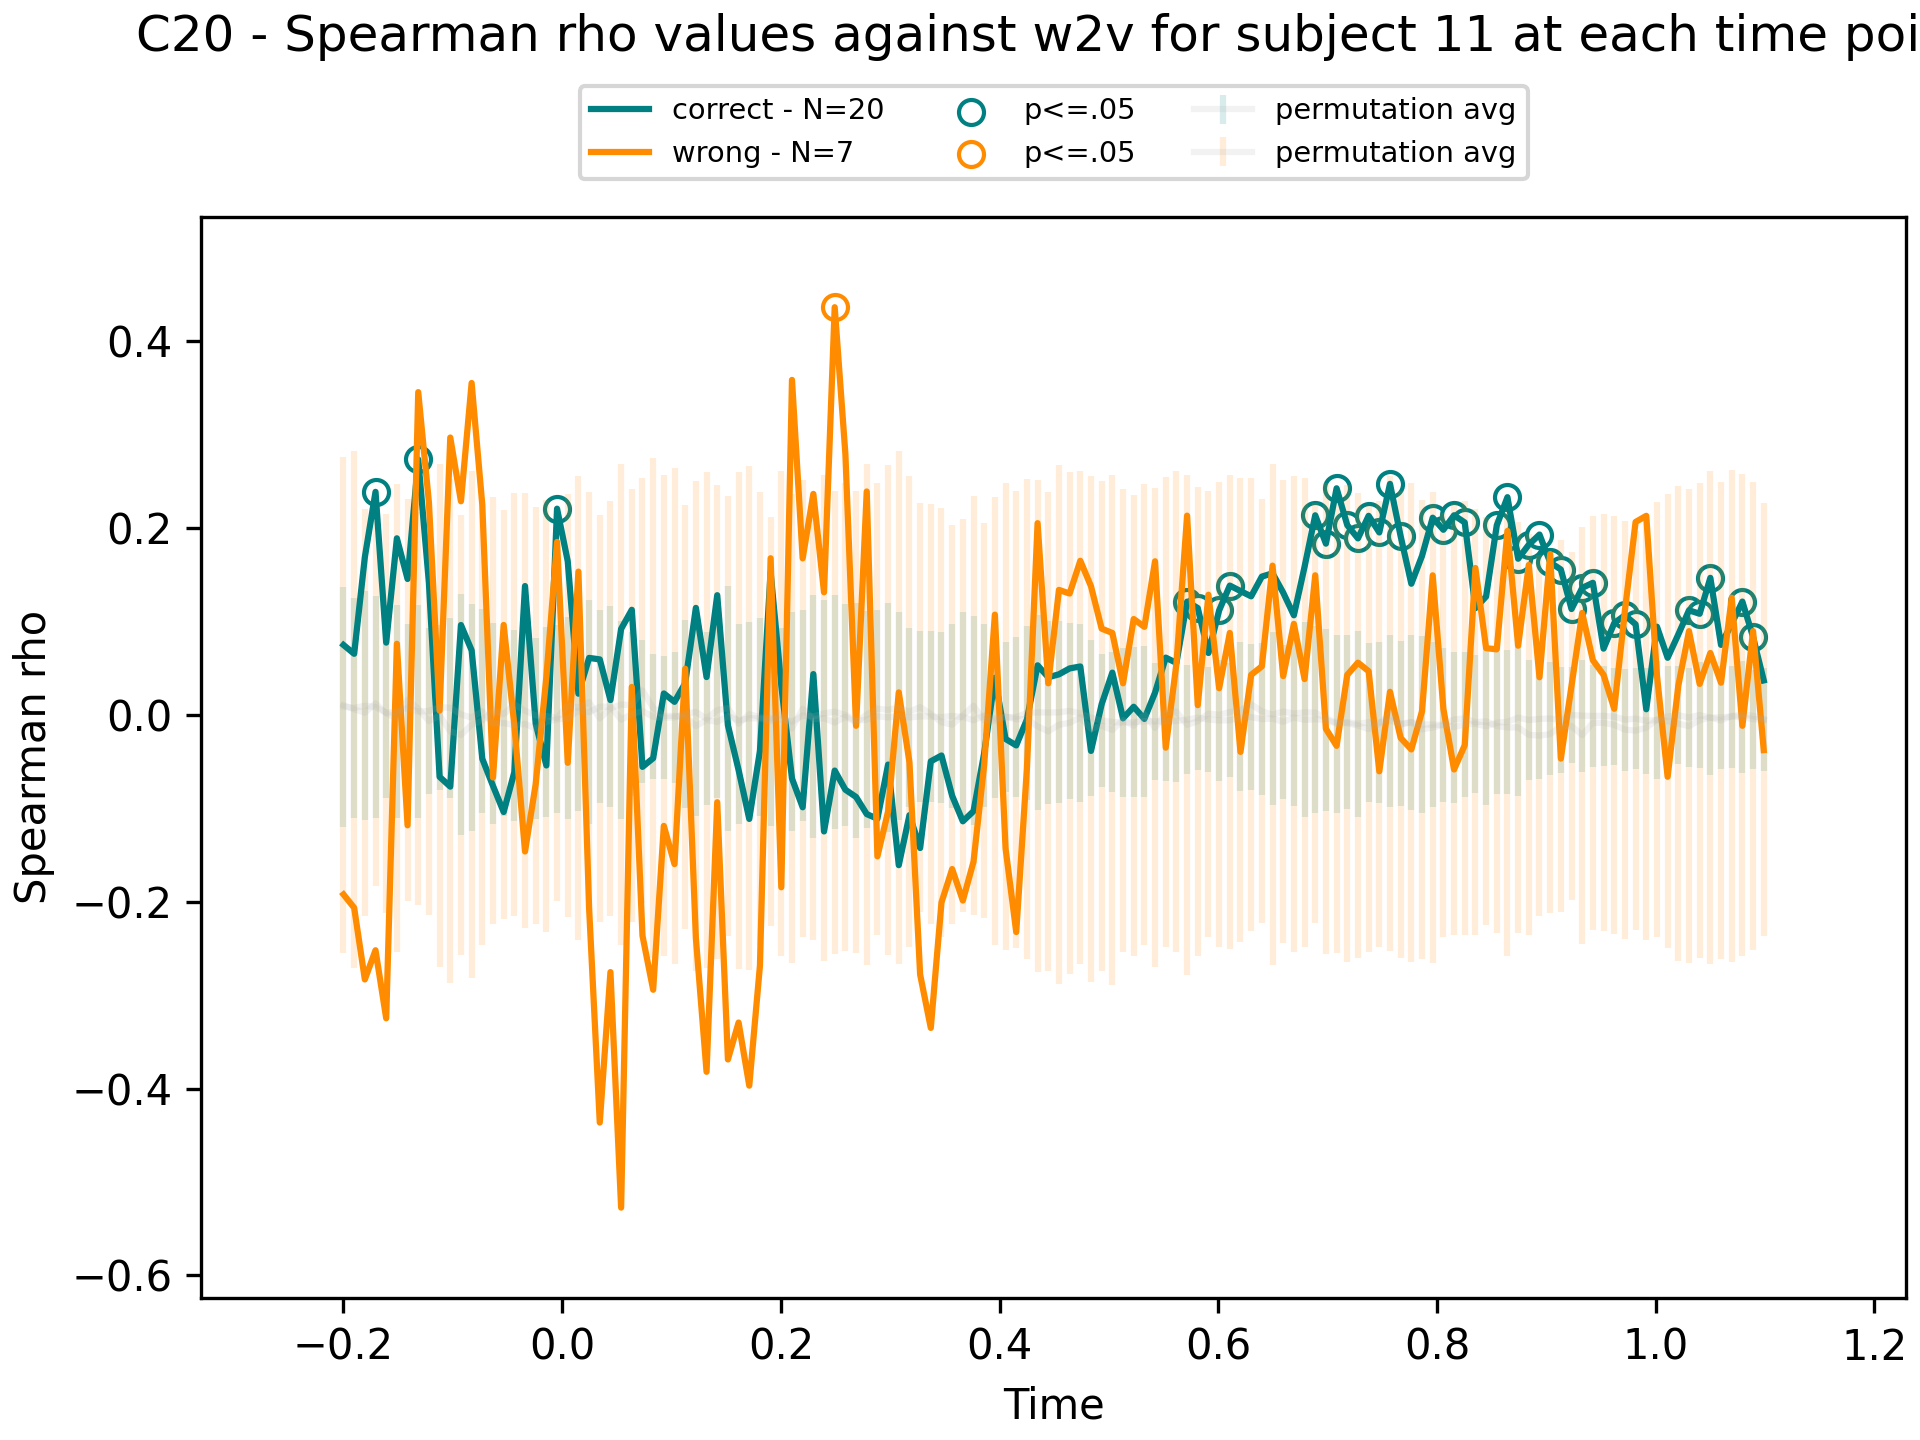 C20 - Spearman rho values against w2v for subject 11 at each time poi
correct - N=20
wrong - N=7
p<=.05
p<=.05
permutation avg
permutation avg
Spearman rho
0.4
0.2
0.0
−0.2
−0.4
−0.6
−0.2 0.0 0.2 0.4 0.6 0.8 1.0 1.2
Time